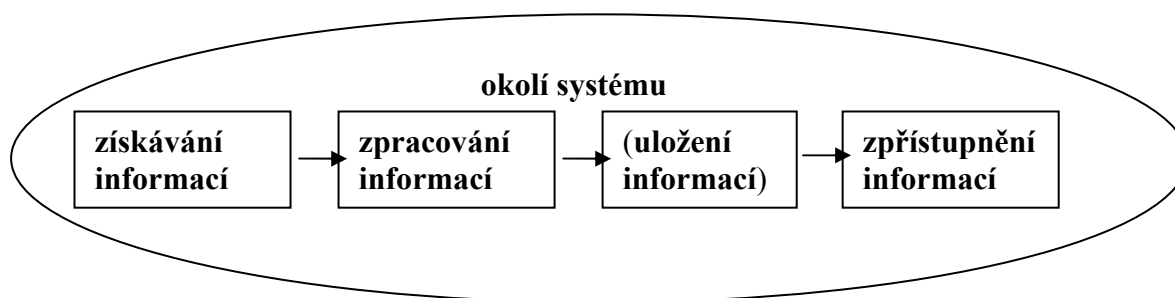 okolí systému
získávání
informací
zpracování
informací
(uložení
informací)
zpřístupnění
informací